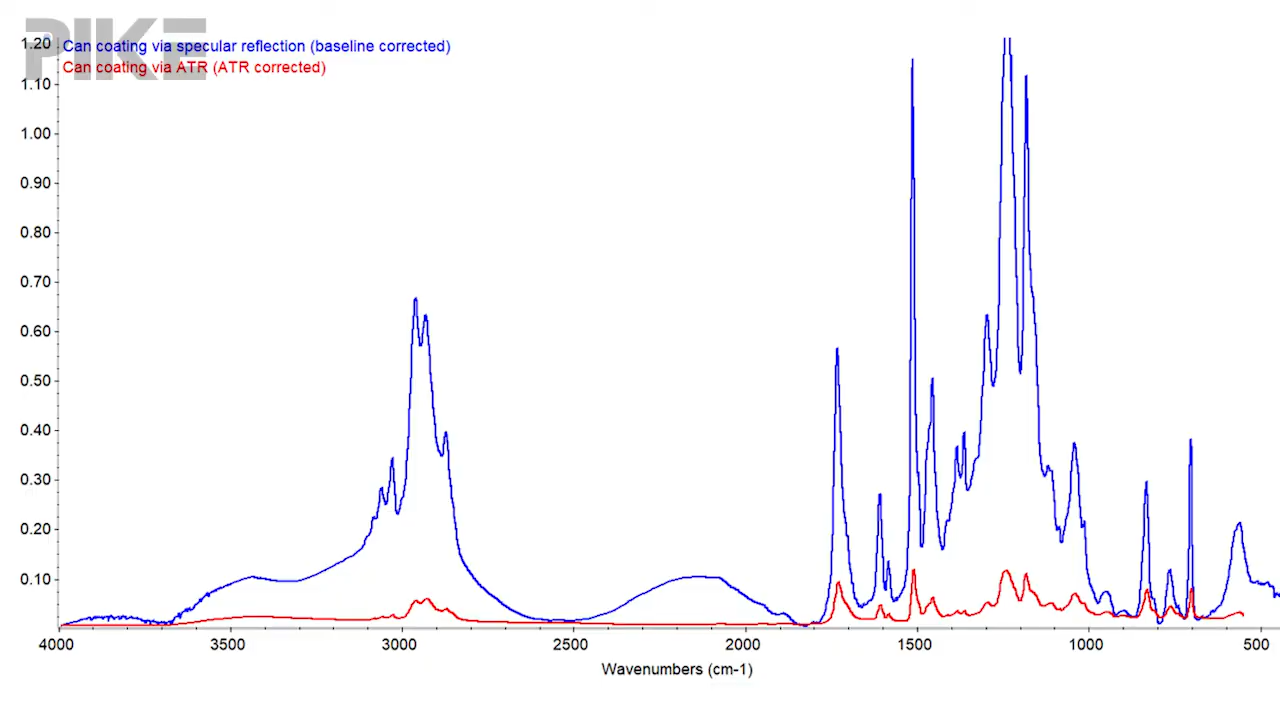 PIKE
Can coating via specular reflection (baseline corrected)
Can coating via ATR (ATR corrected)
1.20
1.10
1.00
0.90
0.80
0.70
0.60
0.50
0.40
0.30
0.20
0.10
4000 3500 3000 2500 2000 1500 1000 500
Wavenumbers (cm-1)